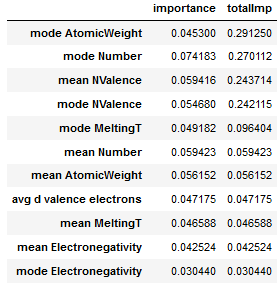 importance totalImp
mode AtomicWeight 0.045300 0.291250
mode Number 0.074183 0.270112
mean NValence 0.059416 0.243714
mode NValence 0.054680 0.242115
mode MeltingT 0.049182 0.096404
mean Number 0.059423 0.059423
mean AtomicWeight 0.056152 0.056152
avg d valence electrons 0.047175 0.047175
mean MeltingT 0.046588 0.046588
mean Electronegativity 0.042524 0.042524
mode Electronegativity 0.030440 0.030440